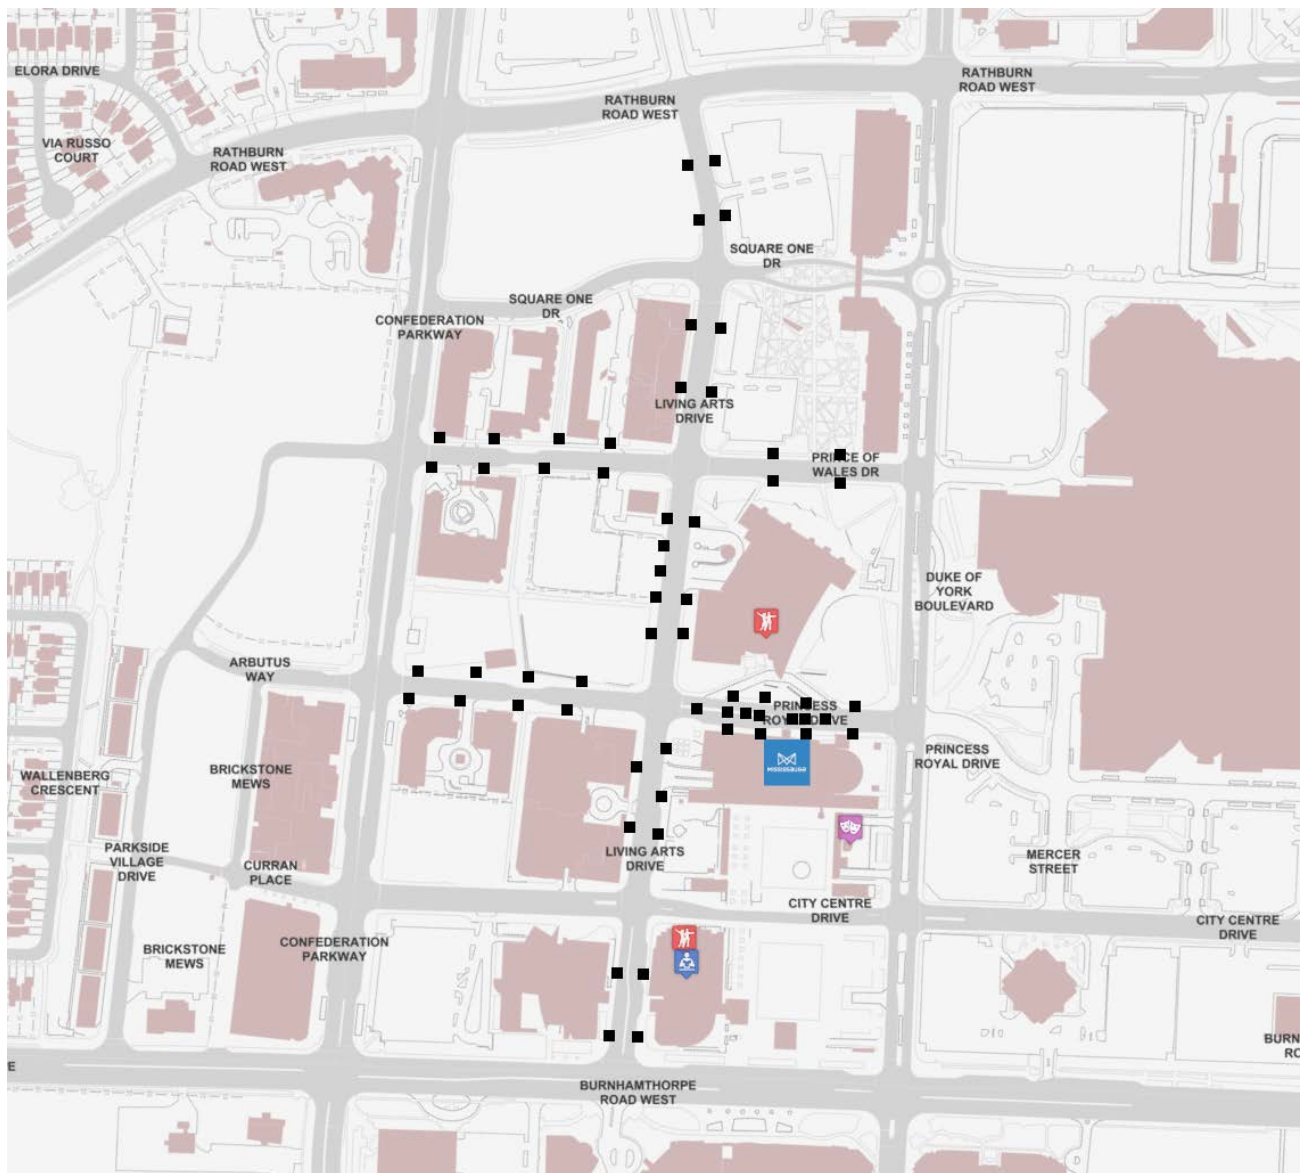 ELORA DRIVE
RATHBURN
ROAD WEST
RATHBURN
ROAD WEST
VIA RUSSO
COURT
RATHBURN
ROAD WEST
SQUARE ONE
DR
SQUARE ONE
DR
CONFEDERATION
PARKWAY
LIVING ARTS
DRIVE
PRINCE OF
WALES DR
DUKE OF
YORK
BOULEVARD
ARBUTUS
WAY
PRINCESS
ROYAL DRIVE
PRINCESS
ROYAL DRIVE
MISSISSAUGA
WALLENBERG
CRESCENT
BRICKSTONE
MEWS
PARKSIDE
VILLAGE
DRIVE
CURRAN
PLACE
LIVING ARTS
DRIVE
MERCER
STREET
CITY CENTRE
DRIVE
CITY CENTRE
DRIVE
BRICKSTONE
MEWS
CONFEDERATION
PARKWAY
BURN
RO
E
BURNHAMTHORPE
ROAD WEST